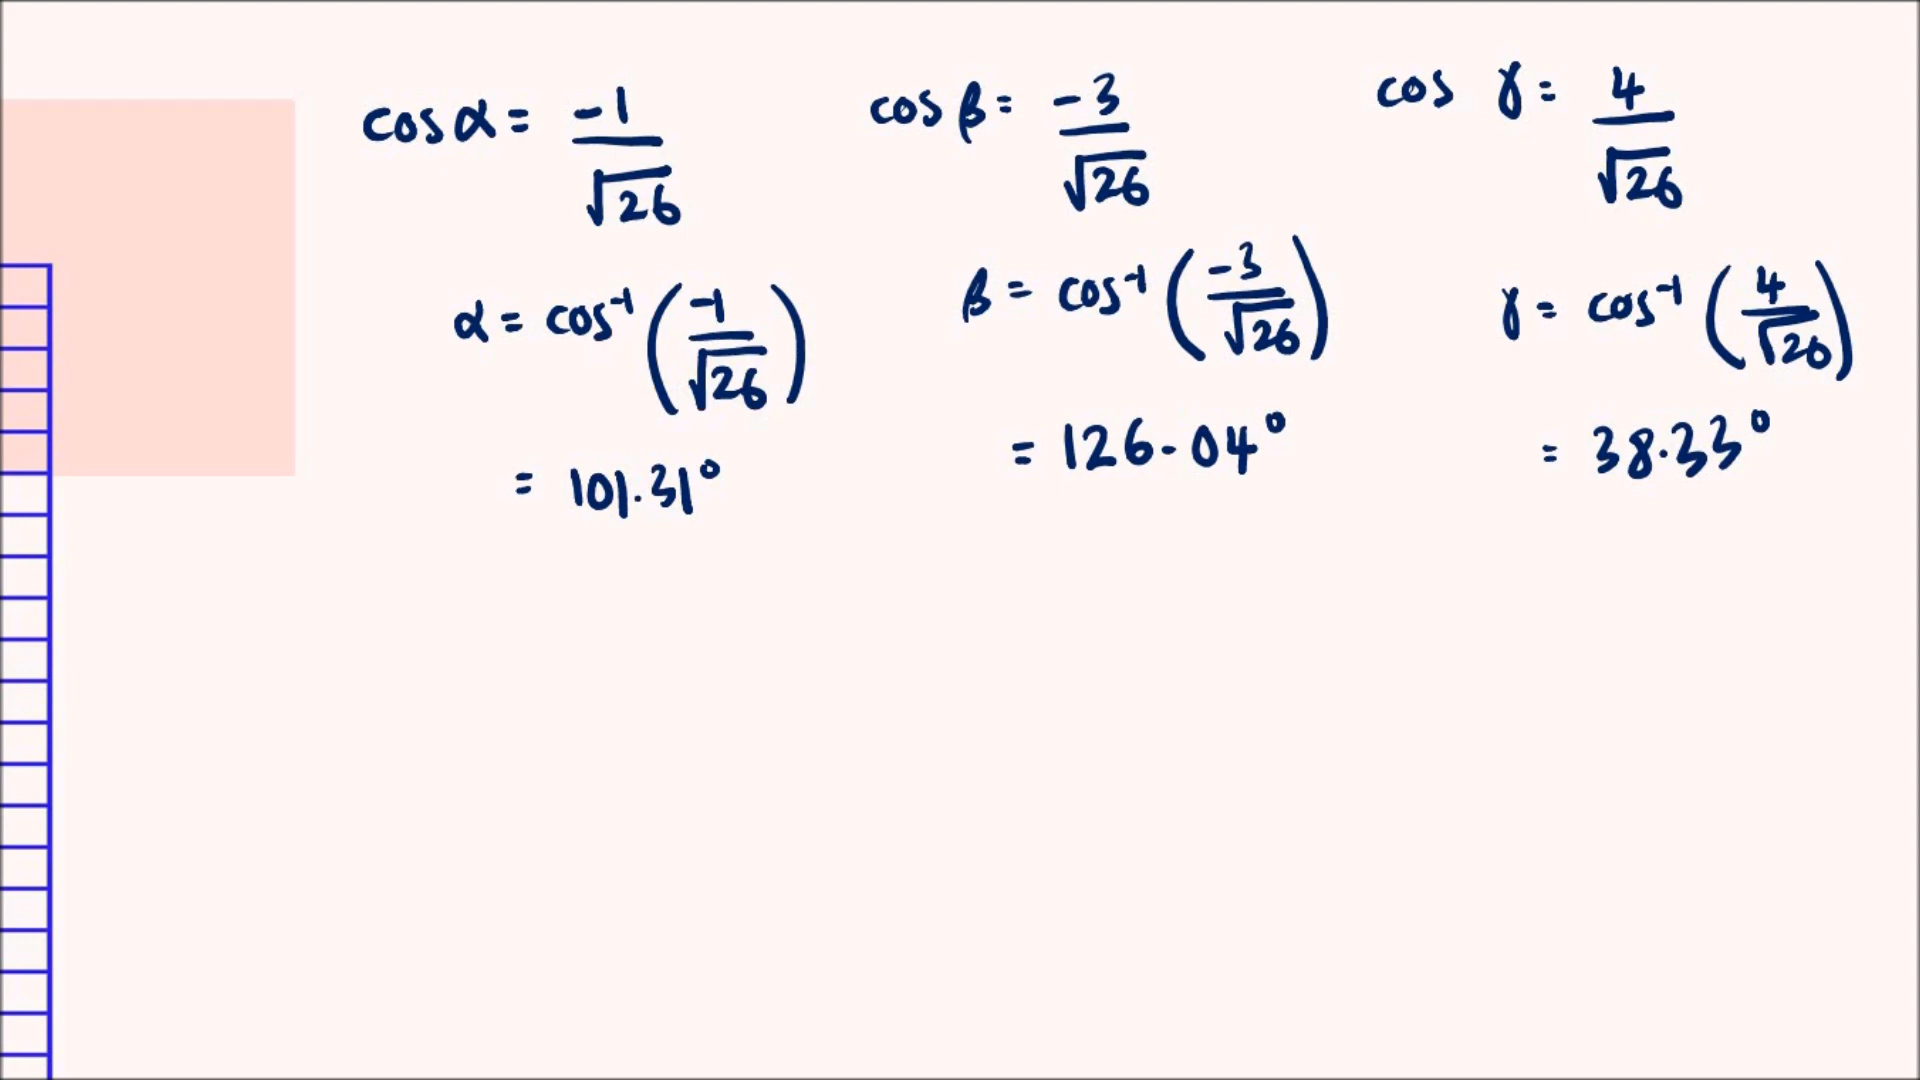 cos α = -1/√26
α = cos⁻¹ (-1/√26)
= 101.31°
cos β = -3/√26
β = cos⁻¹ (-3/√26)
= 126.04°
cos γ = 4/√26
γ = cos⁻¹ (4/√26)
= 38.33°